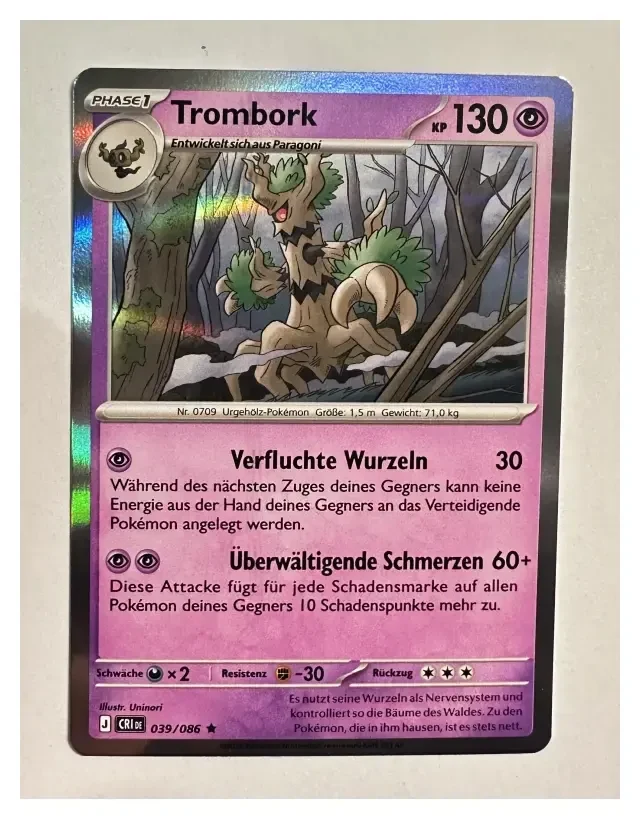 PHASE 1
Trombork
KP 130
Entwickelt sich aus Paragoni
Nr. 0709 Urgehölz-Pokémon Größe: 1,5 m Gewicht: 71,0 kg
Verfluchte Wurzeln 30
Während des nächsten Zuges deines Gegners kann keine
Energie aus der Hand deines Gegners an das Verteidigende
Pokémon angelegt werden.
Überwältigende Schmerzen 60+
Diese Attacke fügt für jede Schadensmarke auf allen
Pokémon deines Gegners 10 Schadenspunkte mehr zu.
Schwäche ×2 Resistenz -30 Rückzug
Illustr. Uninori
J CRI DE 039/086 ★
Es nutzt seine Wurzeln als Nervensystem und
kontrolliert so die Bäume des Waldes. Zu den
Pokémon, die in ihm hausen, ist es stets nett.